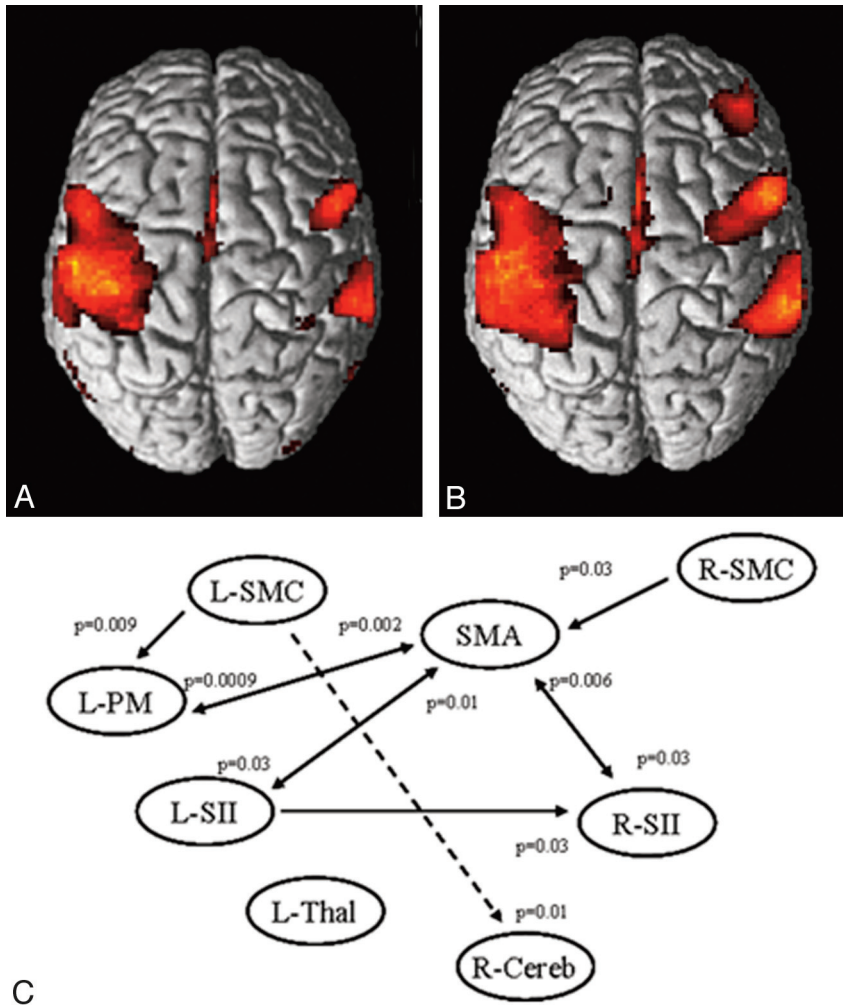 A
B
L-SMC
R-SMC
p=0.03
p=0.009
p=0.002
SMA
L-PM
p=0.0009
p=0.006
p=0.01
p=0.03
p=0.03
L-SII
R-SII
p=0.03
L-Thal
p=0.01
R-Cereb
C